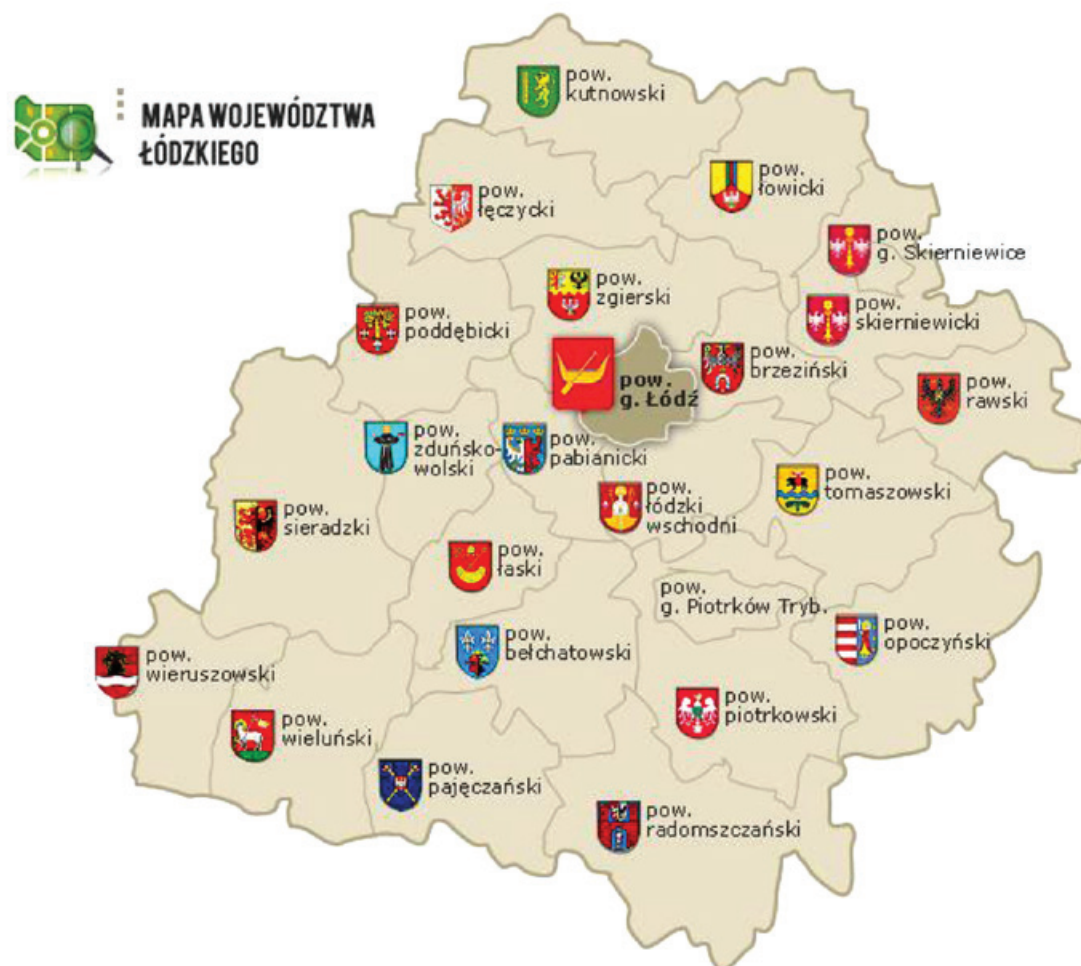 MAPA WOJEWÓDZTWA
ŁÓDZKIEGO
pow.
kutnowski
pow.
łowicki
pow.
łęczycki
pow.
g. Skierniewice
pow.
zgierski
pow.
skierniewicki
pow.
poddębicki
pow.
brzeziński
pow.
g. Łódź
pow.
rawski
pow.
zduńsko-
wolski
pow.
pabianicki
pow.
tomaszowski
pow.
łódzki
wschodni
pow.
sieradzki
pow.
łaski
pow.
g. Piotrków Tryb.
pow.
opoczyński
pow.
bełchatowski
pow.
wieruszowski
pow.
piotrkowski
pow.
wieluński
pow.
pajęczański
pow.
radomszczański